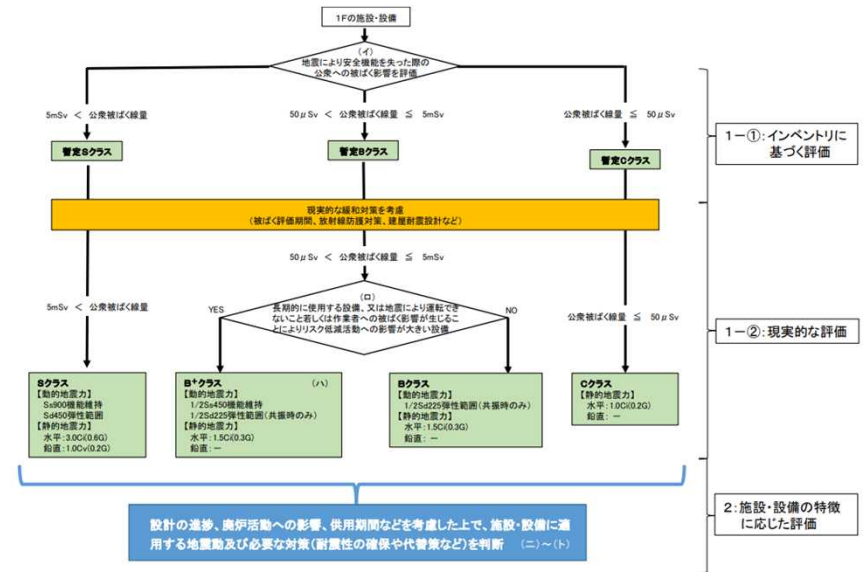 1Fの施設・設備
(イ)
地震により安全機能を失った際の
公衆への被ばく影響を評価
5mSv < 公衆被ばく線量
50μSv < 公衆被ばく線量 ≦ 5mSv
公衆被ばく線量 ≦ 50μSv
暫定Sクラス
暫定Bクラス
暫定Cクラス
1-①:インベントリに
基づく評価
現実的な緩和対策を考慮
(被ばく評価期間、放射線防護対策、建屋耐震設計など)
50μSv < 公衆被ばく線量 ≦ 5mSv
5mSv < 公衆被ばく線量
(ロ)
長期的に使用する設備、又は地震により運転でき
ないこと若しくは作業者への被ばく影響が生じるこ
とによりリスク低減活動への影響が大きい設備
YES
NO
公衆被ばく線量 ≦ 50μSv
1-②:現実的な評価
Sクラス
【動的地震力】
Ss900機能維持
Sd450弾性範囲
【静的地震力】
水平:3.0Ci(0.6G)
鉛直:1.0Cv(0.2G)
B+クラス (ハ)
【動的地震力】
1/2Ss450機能維持
1/2Sd225弾性範囲(共振時のみ)
【静的地震力】
水平:1.5Ci(0.3G)
鉛直:-
Bクラス
【動的地震力】
1/2Sd225弾性範囲(共振時のみ)
【静的地震力】
水平:1.5Ci(0.3G)
鉛直:-
Cクラス
【静的地震力】
水平:1.0Ci(0.2G)
鉛直:-
設計の進捗、廃炉活動への影響、供用期間などを考慮した上で、施設・設備に適
用する地震動及び必要な対策(耐震性の確保や代替策など)を判断 (ニ)~(ト)
2:施設・設備の特徴
に応じた評価